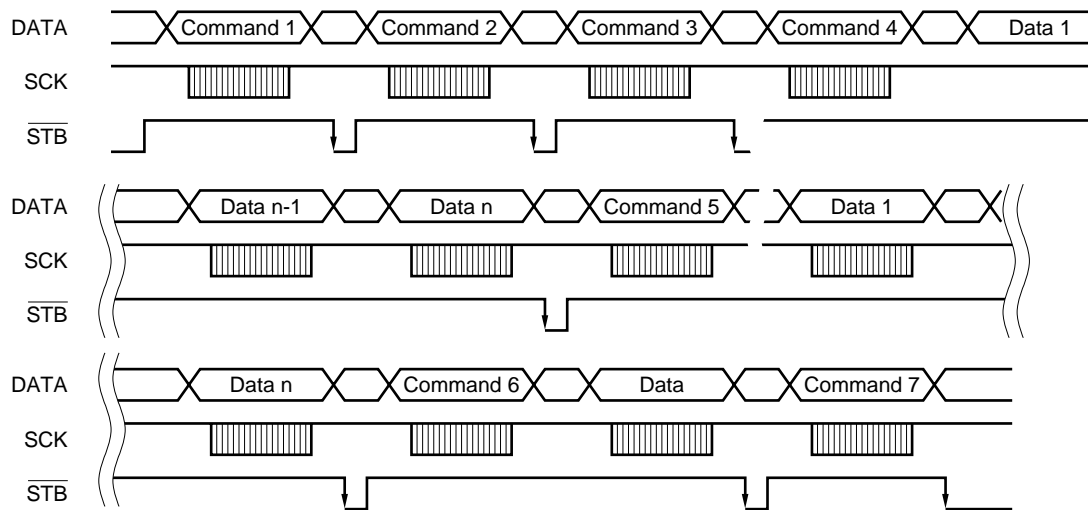 DATA Command 1 Command 2 Command 3 Command 4 Data 1
SCK
STB
DATA Data n-1 Data n Command 5 Data 1
SCK
STB
DATA Data n Command 6 Data Command 7
SCK
STB